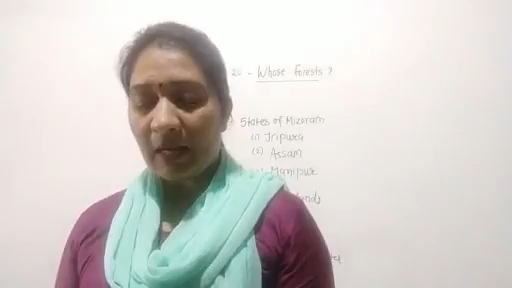 20 - Whose Forests ?
States of Mizoram
(1) Tripura
(2) Assam
Manipur